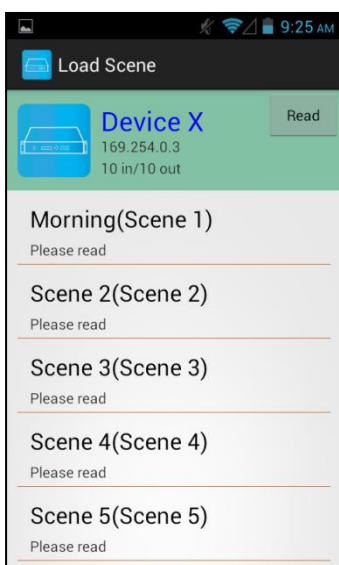 9:25 AM
Load Scene
Device X
Read
169.254.0.3
10 in/10 out
Morning(Scene 1)
Please read
Scene 2(Scene 2)
Please read
Scene 3(Scene 3)
Please read
Scene 4(Scene 4)
Please read
Scene 5(Scene 5)
Please read